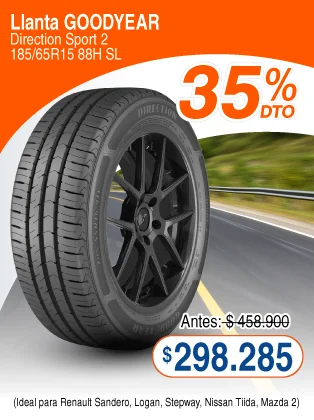 Llanta GOODYEAR
Direction Sport 2
185/65R15 88H SL
35%
DTO
DIRECTION
Antes: $ 458.900
$298.285
(Ideal para Renault Sandero, Logan, Stepway, Nissan Tiida, Mazda 2)